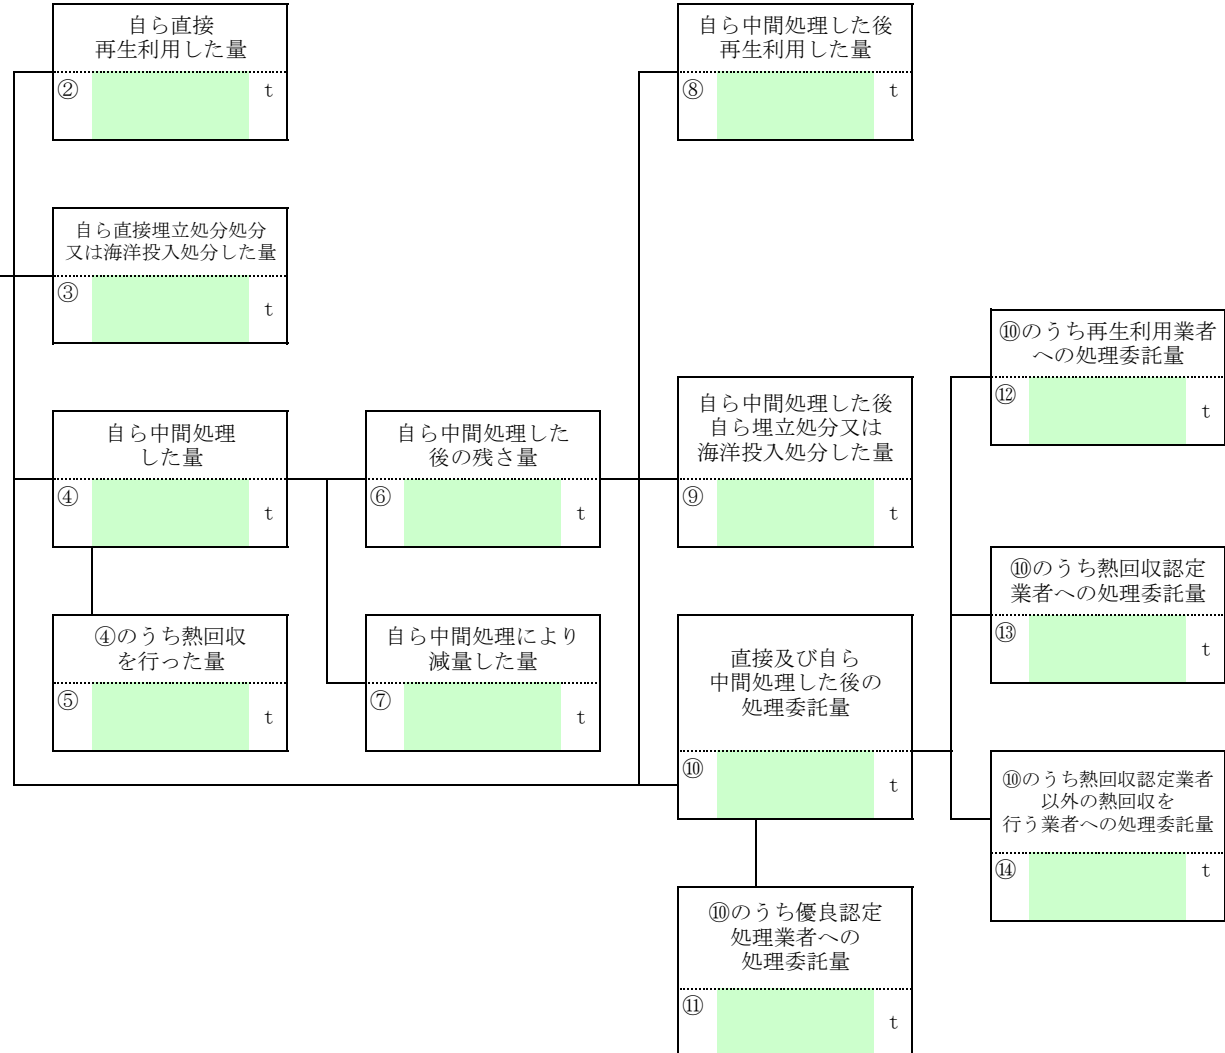 自ら直接
再生利用した量
② t
自ら中間処理した後
再生利用した量
⑧ t
自ら直接埋立処分処分
又は海洋投入処分した量
③ t
⑩のうち再生利用業者
への処理委託量
⑫ t
自ら中間処理
した量
④ t
自ら中間処理した
後の残さ量
⑥ t
自ら中間処理した後
自ら埋立処分又は
海洋投入処分した量
⑨ t
⑩のうち熱回収認定
業者への処理委託量
⑬ t
④のうち熱回収
を行った量
⑤ t
自ら中間処理により
減量した量
⑦ t
直接及び自ら
中間処理した後の
処理委託量
⑩ t
⑩のうち熱回収認定業者
以外の熱回収を
行う業者への処理委託量
⑭ t
⑩のうち優良認定
処理業者への
処理委託量
⑪ t